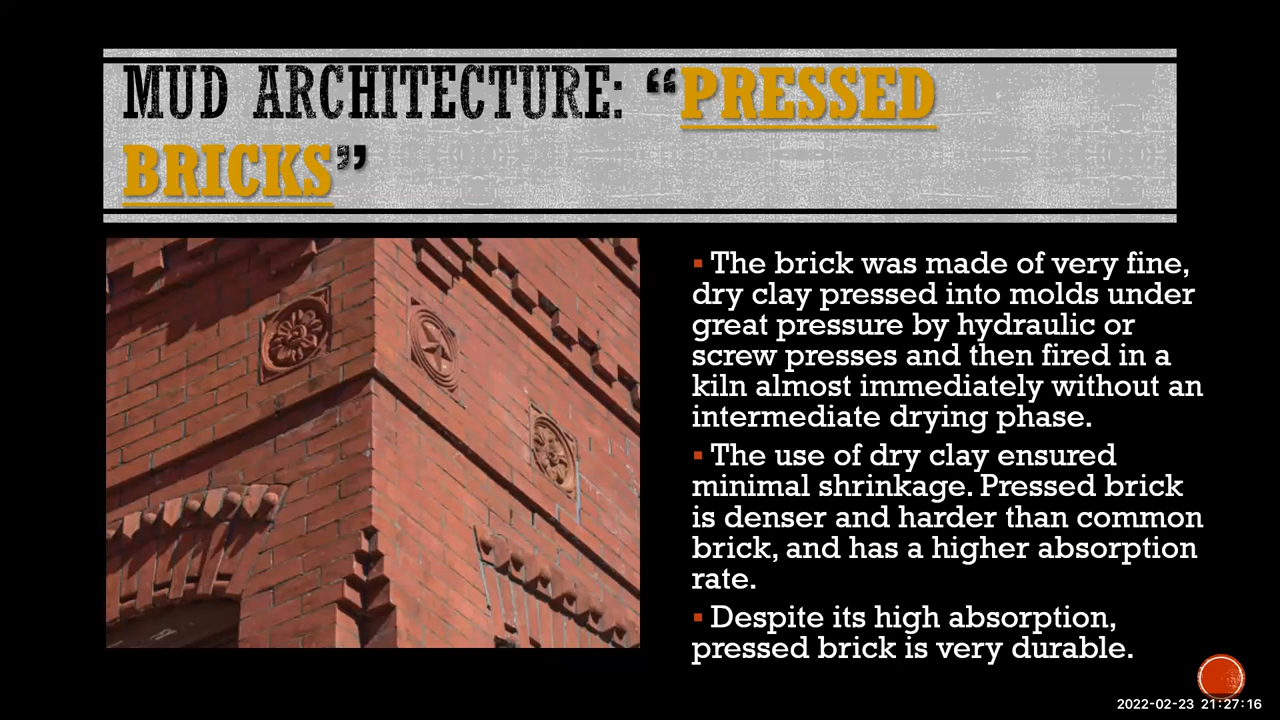 MUD ARCHITECTURE: “PRESSED
BRICKS”
▪ The brick was made of very fine,
dry clay pressed into molds under
great pressure by hydraulic or
screw presses and then fired in a
kiln almost immediately without an
intermediate drying phase.
▪ The use of dry clay ensured
minimal shrinkage. Pressed brick
is denser and harder than common
brick, and has a higher absorption
rate.
▪ Despite its high absorption,
pressed brick is very durable.
2022-02-23 21:27:16